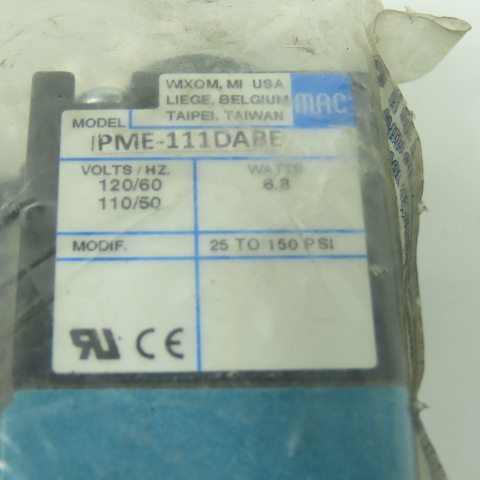 WIXOM, MI USA
LIEGE, BELGIUM
TAIPEI, TAIWAN
MAC
MODEL
PME-111DABE
VOLTS / HZ.
120/60
110/50
WATTS
6.8
MODIF.
25 TO 150 PSI
CE